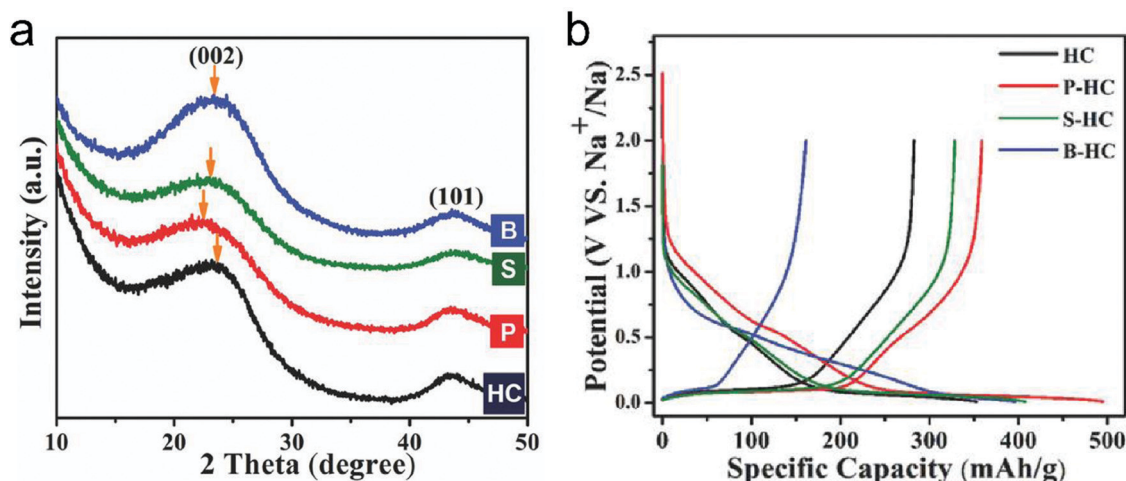 a
(002)
(101)
B
S
P
HC
Intensity (a.u.)
10 20 30 40 50
2 Theta (degree)
b
HC
P-HC
S-HC
B-HC
Potential (V VS. Na⁺/Na)
2.5
2.0
1.5
1.0
0.5
0.0
0 100 200 300 400 500
Specific Capacity (mAh/g)